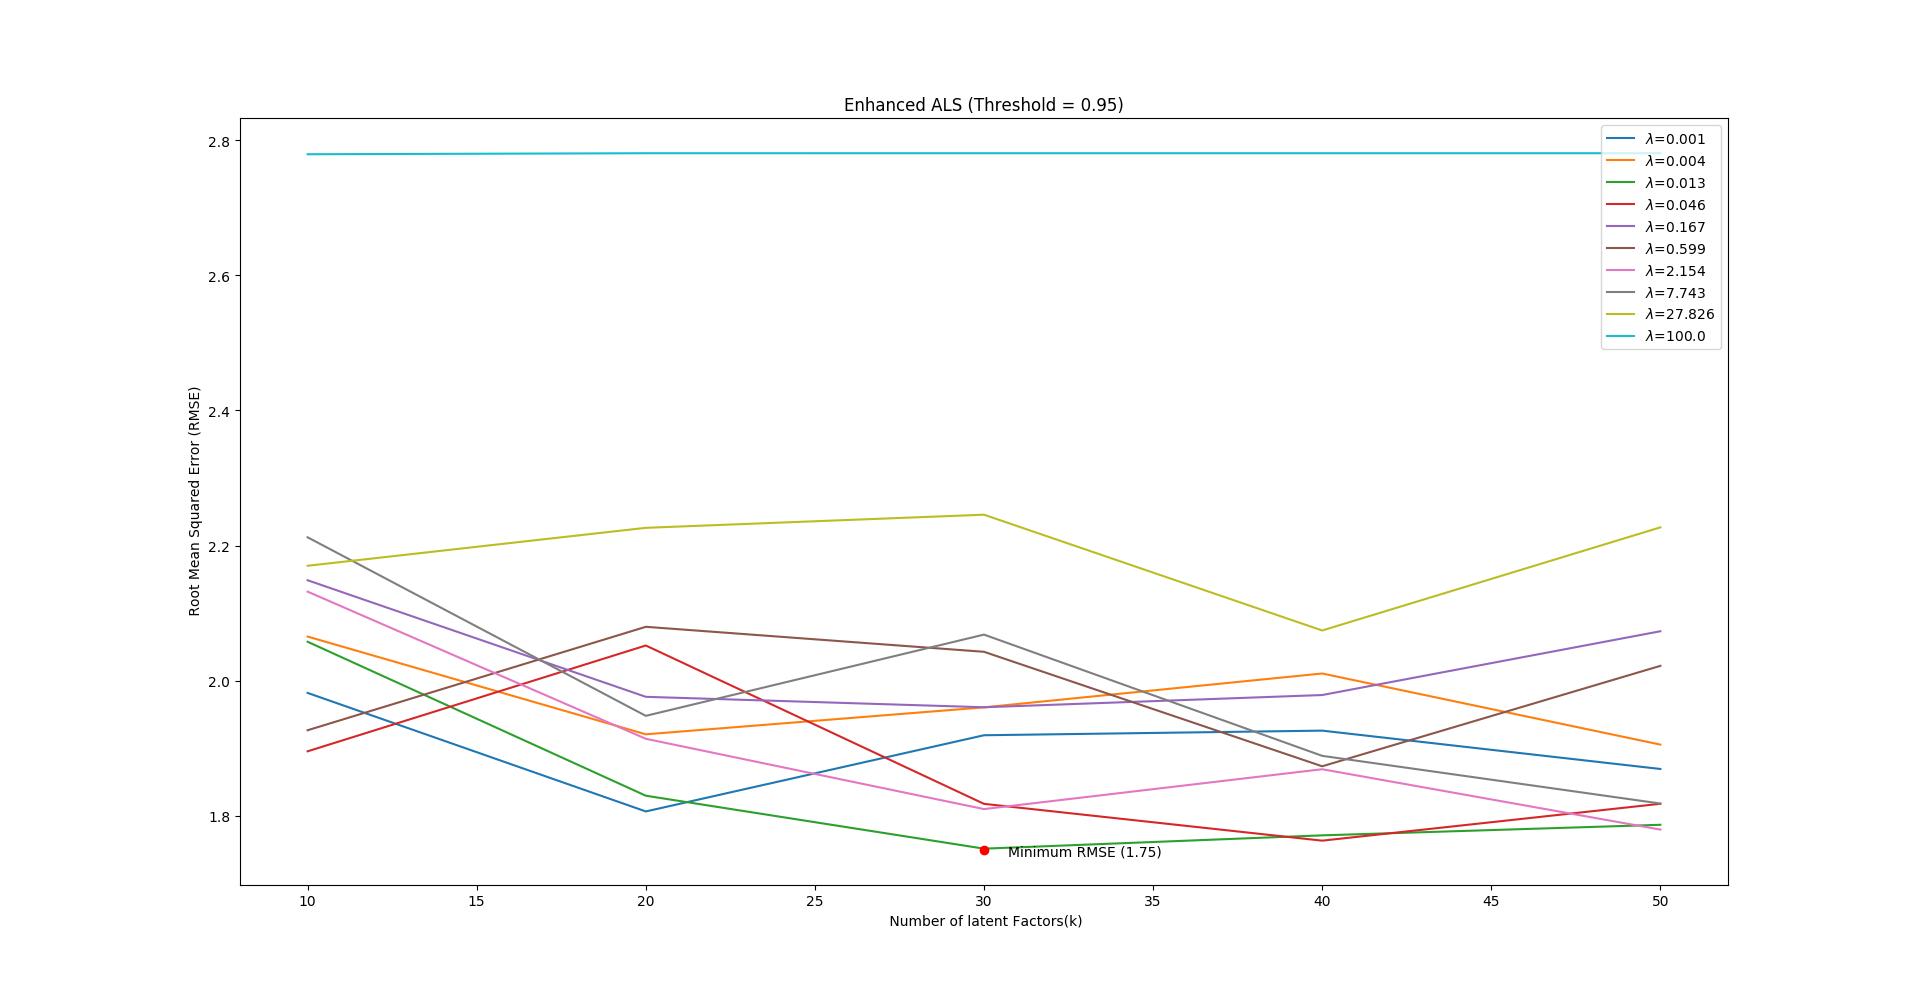 Enhanced ALS (Threshold = 0.95)
2.8
2.6
2.4
2.2
2.0
1.8
Root Mean Squared Error (RMSE)
λ=0.001
λ=0.004
λ=0.013
λ=0.046
λ=0.167
λ=0.599
λ=2.154
λ=7.743
λ=27.826
λ=100.0
Minimum RMSE (1.75)
10 15 20 25 30 35 40 45 50
Number of latent Factors(k)